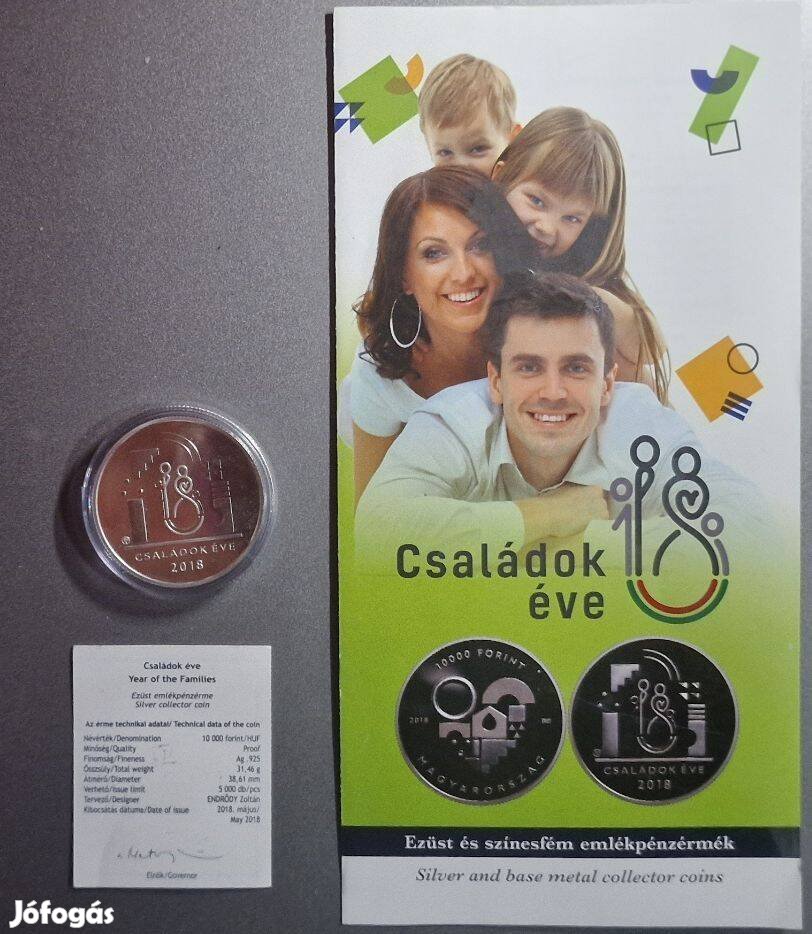 Családok
éve
10000 FORINT
2018
BP.
MAGYARORSZÁG
CSALÁDOK ÉVE
2018
Ezüst és színesfém emlékpénzérmék
Silver and base metal collector coins
CSALÁDOK ÉVE
2018
Családok éve
Year of the Families
Ezüst emlékpénzérme
Silver collector coin
Az érme technikai adatai/ Technical data of the coin
Névérték/Denomination 10 000 forint/HUF
Minőség/Quality Proof
Finomság/Fineness Ag .925
Összsúly/Total weight 31,46 g
Átmérő/Diameter 38,61 mm
Verhető/Issue limit 5 000 db/pcs
Tervező/Designer ENDRŐDY Zoltán
Kibocsátás dátuma/Date of issue 2018. május/
May 2018
Elnök/Governor
Jófogás